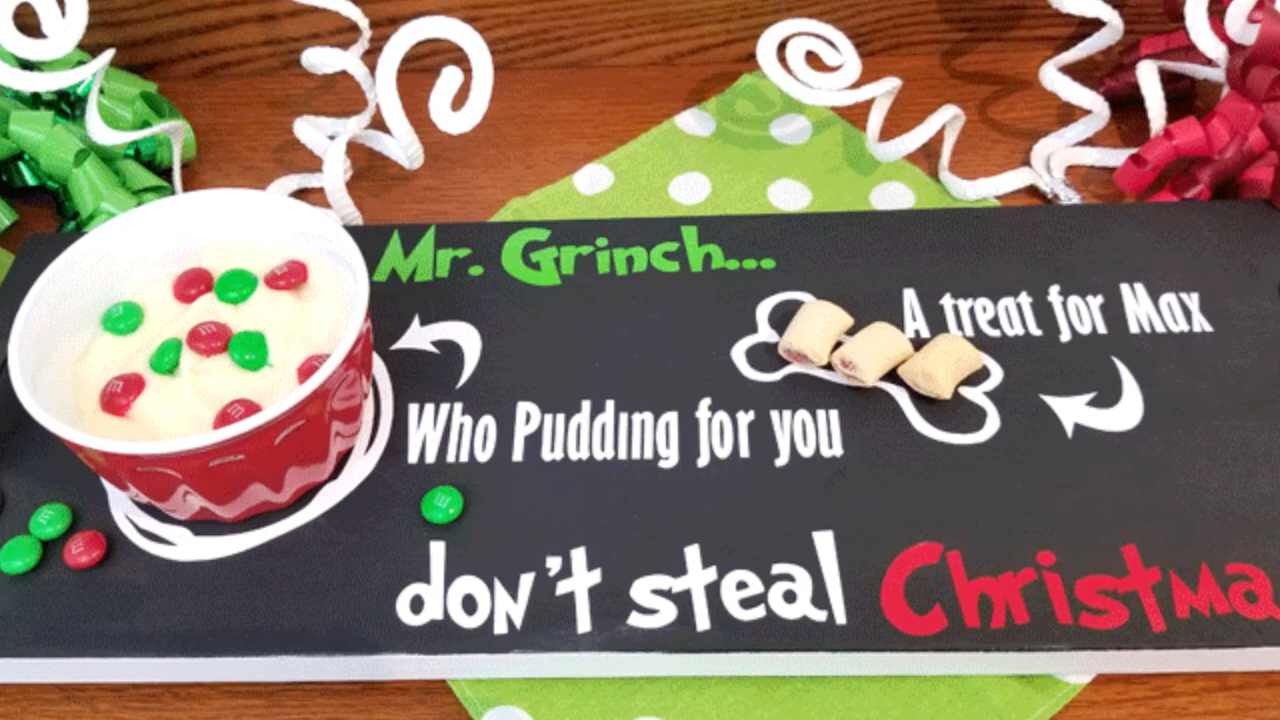 Mr. Grinch...
A treat for Max
Who Pudding for you
don't steal Christma